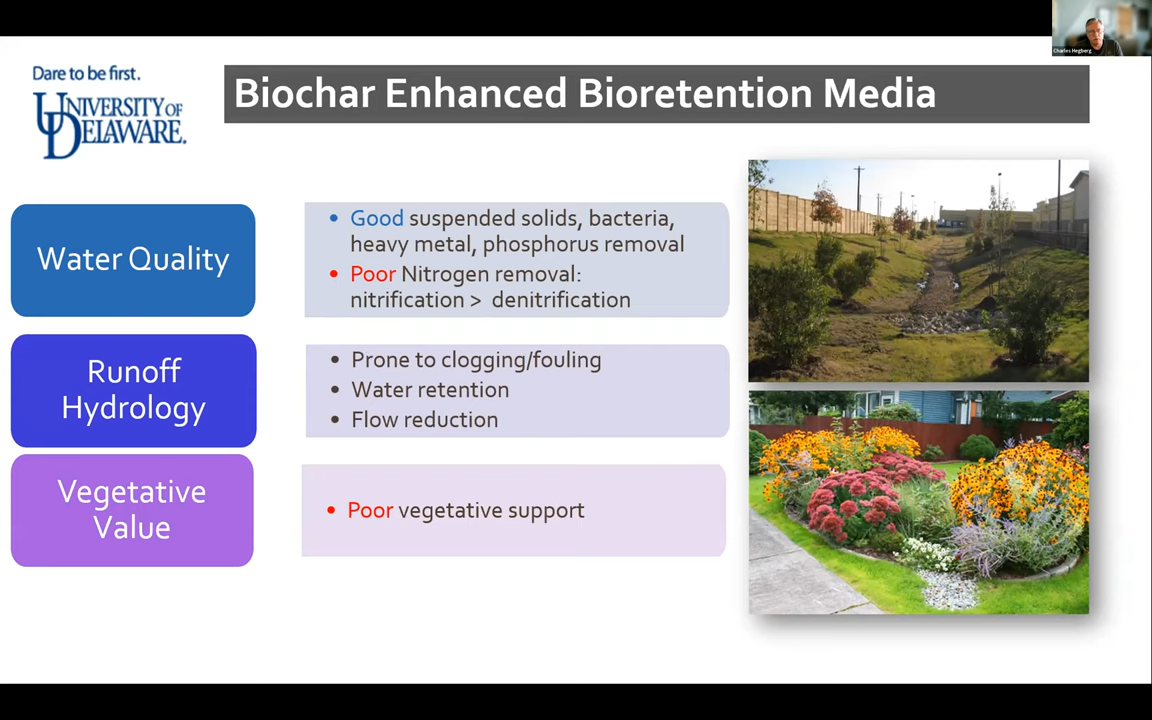 Charles Hegberg
Dare to be first.
UNIVERSITY OF
DELAWARE.
Biochar Enhanced Bioretention Media
Water Quality
• Good suspended solids, bacteria,
heavy metal, phosphorus removal
• Poor Nitrogen removal:
nitrification > denitrification
Runoff
Hydrology
• Prone to clogging/fouling
• Water retention
• Flow reduction
Vegetative
Value
• Poor vegetative support